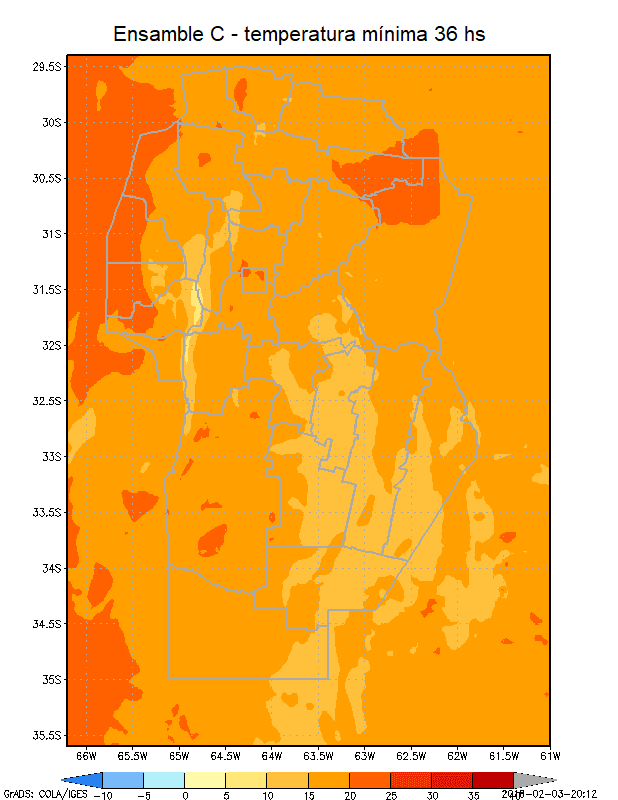 Ensamble C - temperatura mínima 36 hs
29.5S
30S
30.5S
31S
31.5S
32S
32.5S
33S
33.5S
34S
34.5S
35S
35.5S
66W 65.5W 65W 64.5W 64W 63.5W 63W 62.5W 62W 61.5W 61W
GrADS: COLA/IGES -10 -5 0 5 10 15 20 25 30 35 -02-03-20:12